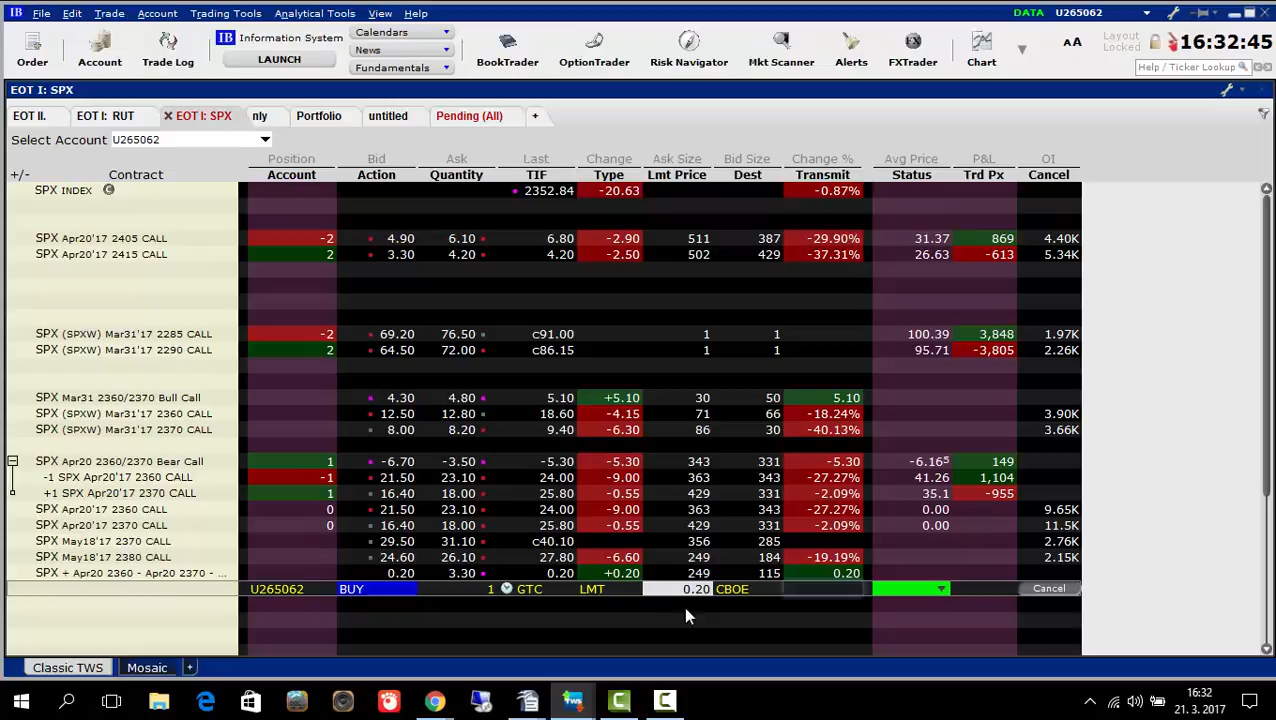 IB File Edit Trade Account Trading Tools Analytical Tools View Help DATA U265062
Order Account Trade Log IB Information System LAUNCH Calendars News Fundamentals BookTrader OptionTrader Risk Navigator Mkt Scanner Alerts FXTrader Chart AA Layout Locked 16:32:45
Help / Ticker Lookup
EOT I: SPX
EOT II. EOT I: RUT EOT I: SPX nly Portfolio untitled Pending (All) +
Select Account U265062
Position Bid Ask Last Change Ask Size Bid Size Change % Avg Price P&L OI
+/- Contract Account Action Quantity TIF Type Lmt Price Dest Transmit Status Trd Px Cancel
SPX INDEX C 2352.84 -20.63 -0.87%
SPX Apr20'17 2405 CALL -2 4.90 6.10 6.80 -2.90 511 387 -29.90% 31.37 869 4.40K
SPX Apr20'17 2415 CALL 2 3.30 4.20 4.20 -2.50 502 429 -37.31% 26.63 -613 5.34K
SPX (SPXW) Mar31'17 2285 CALL -2 69.20 76.50 c91.00 1 1 100.39 3,848 1.97K
SPX (SPXW) Mar31'17 2290 CALL 2 64.50 72.00 c86.15 1 1 95.71 -3,805 2.26K
SPX Mar31 2360/2370 Bull Call 4.30 4.80 5.10 +5.10 30 50 5.10
SPX (SPXW) Mar31'17 2360 CALL 12.50 12.80 18.60 -4.15 71 66 -18.24% 3.90K
SPX (SPXW) Mar31'17 2370 CALL 8.00 8.20 9.40 -6.30 86 30 -40.13% 3.66K
SPX Apr20 2360/2370 Bear Call 1 -6.70 -3.50 -5.30 -5.30 343 331 -5.30 -6.16⁵ 149
-1 SPX Apr20'17 2360 CALL -1 21.50 23.10 24.00 -9.00 363 343 -27.27% 41.26 1,104
+1 SPX Apr20'17 2370 CALL 1 16.40 18.00 25.80 -0.55 429 331 -2.09% 35.1 -955
SPX Apr20'17 2360 CALL 0 21.50 23.10 24.00 -9.00 363 343 -27.27% 0.00 9.65K
SPX Apr20'17 2370 CALL 0 16.40 18.00 25.80 -0.55 429 331 -2.09% 0.00 11.5K
SPX May18'17 2370 CALL 29.50 31.10 c40.10 356 285 2.76K
SPX May18'17 2380 CALL 24.60 26.10 27.80 -6.60 249 184 -19.19% 2.15K
SPX + Apr20 2360 - Apr20 2370 - ... 0.20 3.30 0.20 +0.20 249 115 0.20
U265062 BUY 1 GTC LMT 0.20 CBOE Cancel
Classic TWS Mosaic +
TWS 16:32
21. 3. 2017